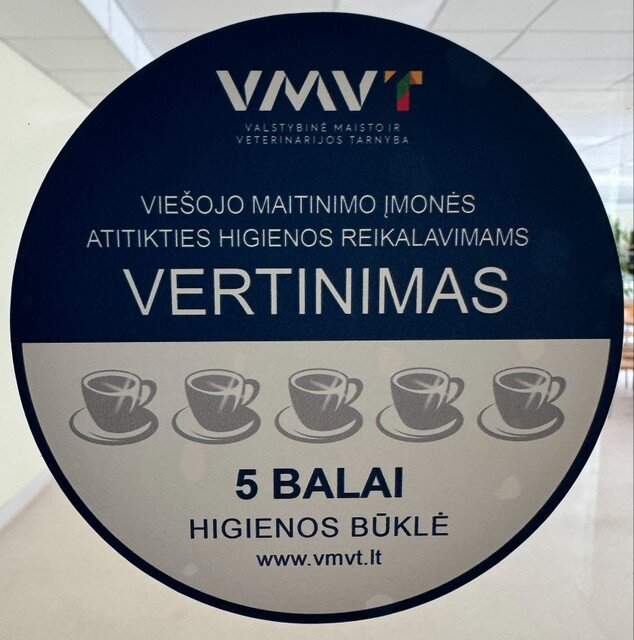 VMVT
VALSTYBINĖ MAISTO IR
VETERINARIJOS TARNYBA
VIEŠOJO MAITINIMO ĮMONĖS
ATITIKTIES HIGIENOS REIKALAVIMAMS
VERTINIMAS
5 BALAI
HIGIENOS BŪKLĖ
www.vmvt.lt